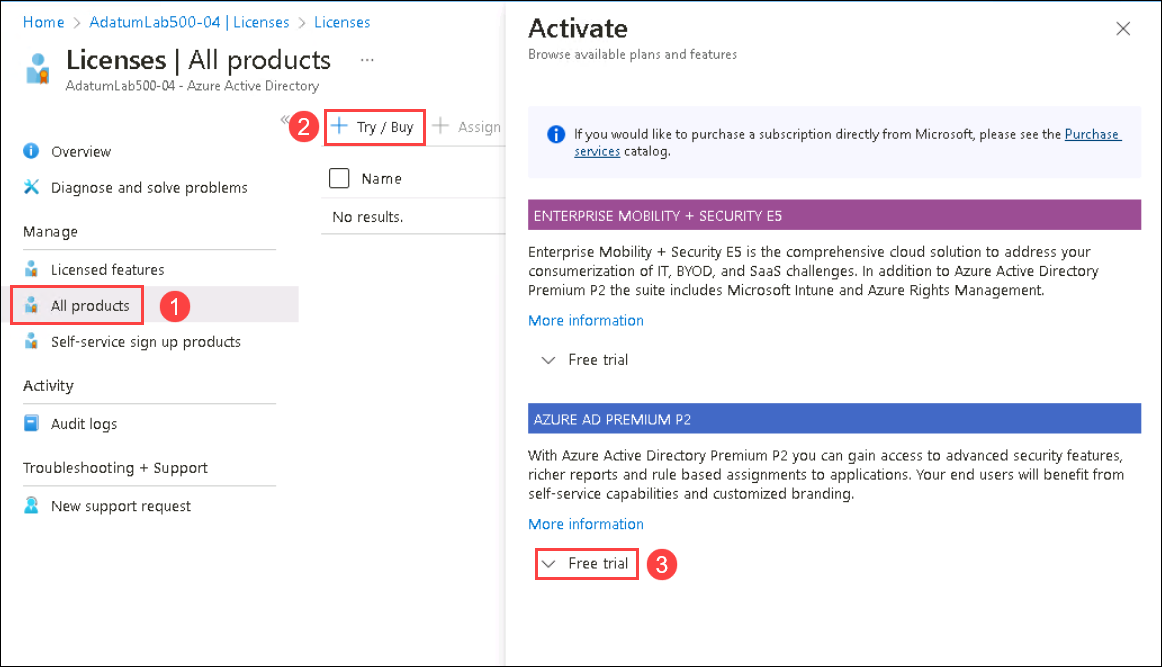 Home > AdatumLab500-04 | Licenses > Licenses
Licenses | All products ...
AdatumLab500-04 - Azure Active Directory
«
Overview
Diagnose and solve problems
Manage
Licensed features
All products 1
Self-service sign up products
Activity
Audit logs
Troubleshooting + Support
New support request
2 + Try / Buy + Assign
Name
No results.
Activate
Browse available plans and features
If you would like to purchase a subscription directly from Microsoft, please see the Purchase
services catalog.
ENTERPRISE MOBILITY + SECURITY E5
Enterprise Mobility + Security E5 is the comprehensive cloud solution to address your
consumerization of IT, BYOD, and SaaS challenges. In addition to Azure Active Directory
Premium P2 the suite includes Microsoft Intune and Azure Rights Management.
More information
Free trial
AZURE AD PREMIUM P2
With Azure Active Directory Premium P2 you can gain access to advanced security features,
richer reports and rule based assignments to applications. Your end users will benefit from
self-service capabilities and customized branding.
More information
Free trial 3